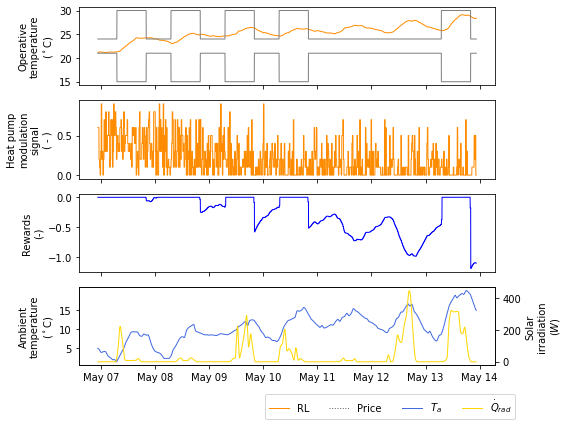 Operative
temperature
(°C)
30
25
20
15
Heat pump
modulation
signal
( - )
0.5
0.0
Rewards
(-)
0.0
−0.5
−1.0
Ambient
temperature
(°C)
15
10
5
400
200
0
Solar
irradiation
(W)
May 07 May 08 May 09 May 10 May 11 May 12 May 13 May 14
RL Price Tₐ Q̇rad